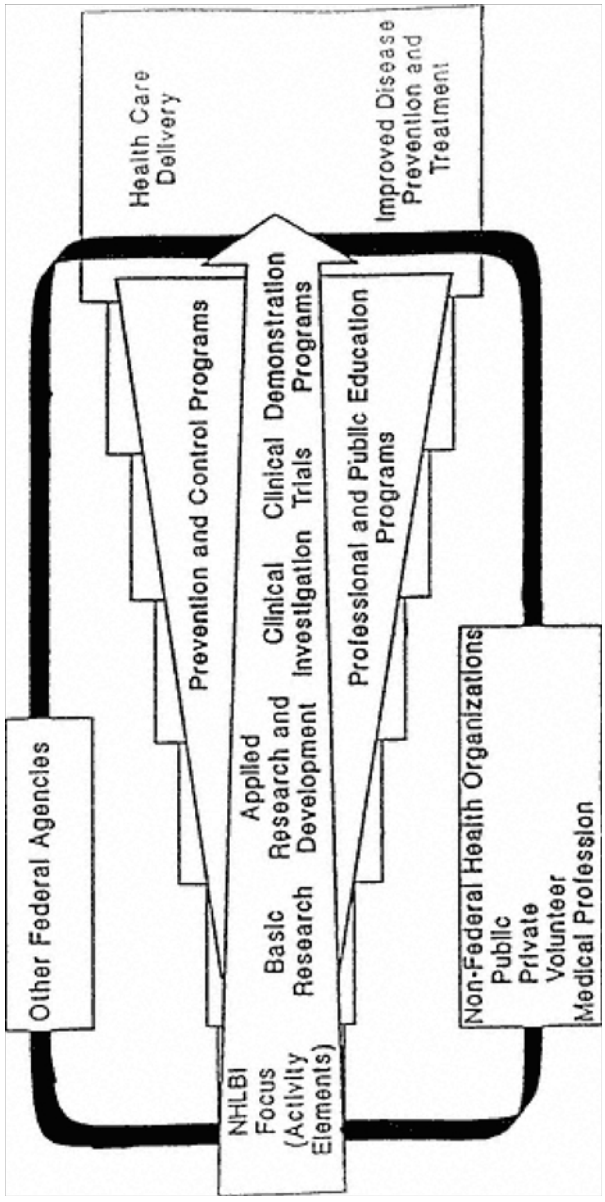 Other Federal Agencies
Health Care
Delivery
Prevention and Control Programs
NHLBI
Focus
(Activity
Elements)
Basic
Research
Applied
Research and
Development
Clinical
Investigation
Clinical
Trials
Demonstration
Programs
Professional and Public Education
Programs
Improved Disease
Prevention and
Treatment
Non-Federal Health Organizations
Public
Private
Volunteer
Medical Profession